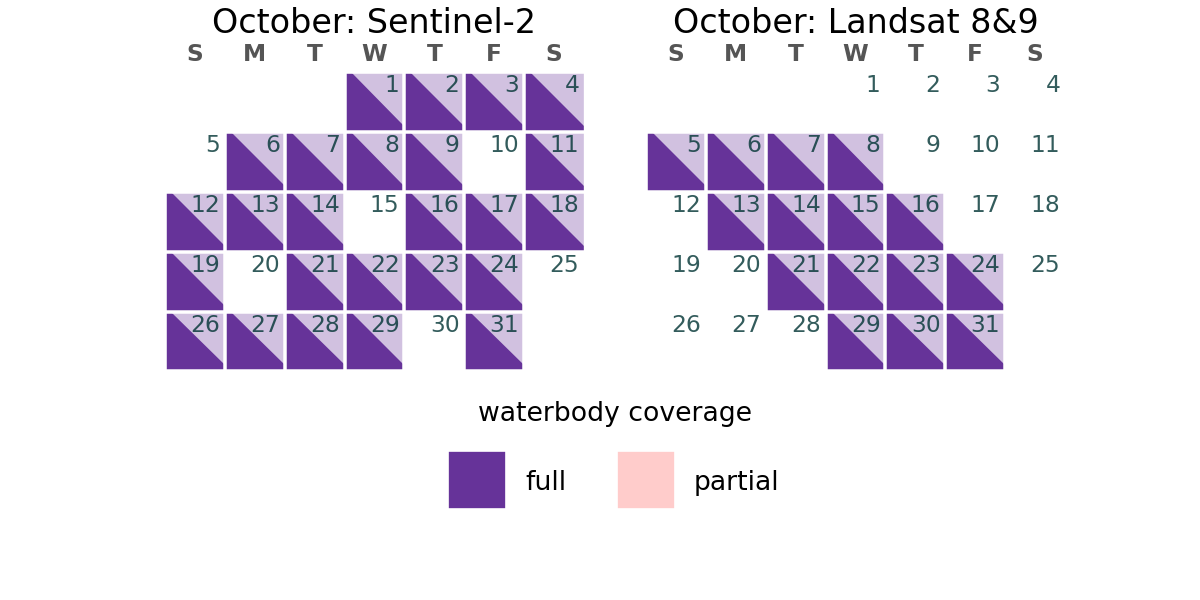 October: Sentinel-2
S M T W T F S
1 2 3 4
5 6 7 8 9 10 11
12 13 14 15 16 17 18
19 20 21 22 23 24 25
26 27 28 29 30 31
October: Landsat 8&9
S M T W T F S
1 2 3 4
5 6 7 8 9 10 11
12 13 14 15 16 17 18
19 20 21 22 23 24 25
26 27 28 29 30 31
waterbody coverage
full partial